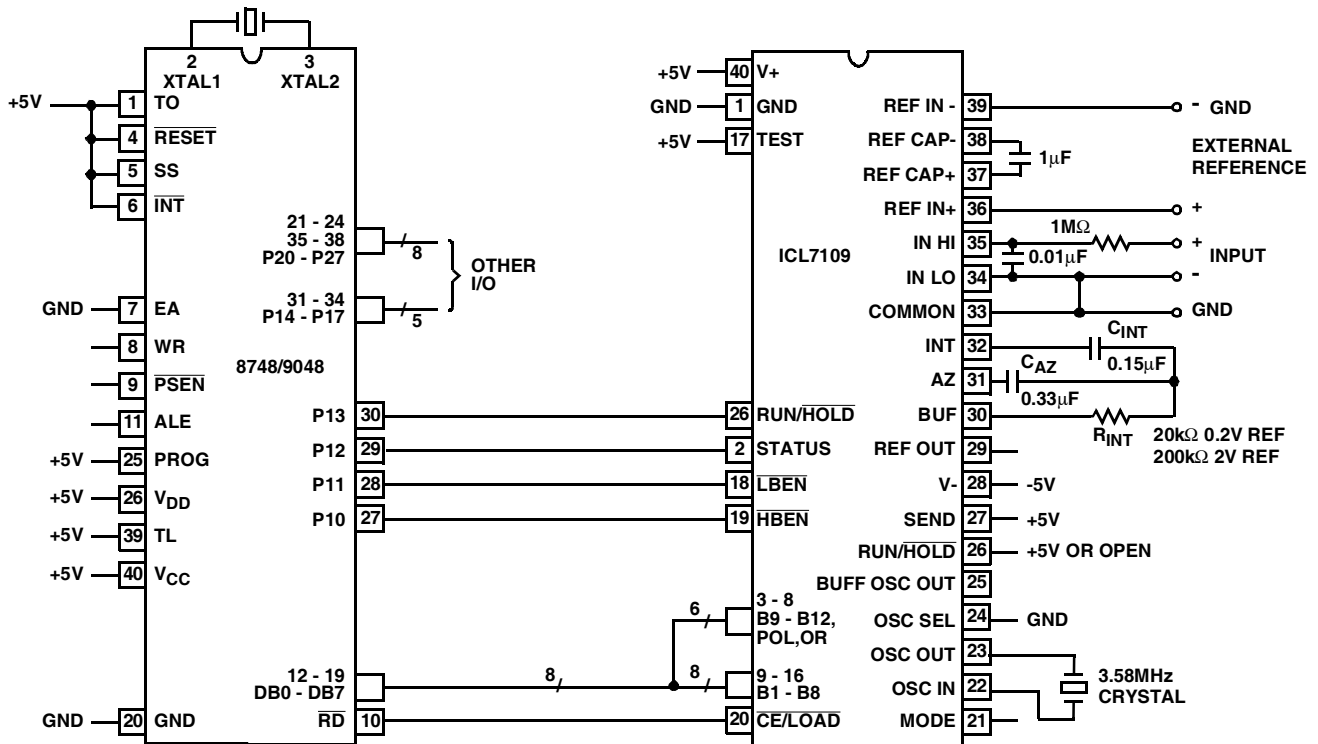 2
XTAL1
3
XTAL2
+5V
1 TO
4 RESET
5 SS
6 INT
GND 7 EA
8 WR
9 PSEN
11 ALE
+5V 25 PROG
+5V 26 VDD
+5V 39 TL
+5V 40 VCC
GND 20 GND
8748/9048
21 - 24
35 - 38
P20 - P27
8
31 - 34
P14 - P17
5
OTHER
I/O
P13 30
P12 29
P11 28
P10 27
12 - 19
DB0 - DB7
8
RD 10
+5V 40 V+
GND 1 GND
+5V 17 TEST
ICL7109
26 RUN/HOLD
2 STATUS
18 LBEN
19 HBEN
6
3 - 8
B9 - B12,
POL,OR
8
9 - 16
B1 - B8
20 CE/LOAD
REF IN - 39
- GND
REF CAP- 38
1μF
REF CAP+ 37
EXTERNAL
REFERENCE
REF IN+ 36
+
IN HI 35
1MΩ
+
0.01μF
INPUT
IN LO 34
-
COMMON 33
GND
INT 32
CINT
0.15μF
AZ 31
CAZ
0.33μF
BUF 30
RINT
20kΩ 0.2V REF
200kΩ 2V REF
REF OUT 29
V- 28 -5V
SEND 27 +5V
RUN/HOLD 26 +5V OR OPEN
BUFF OSC OUT 25
OSC SEL 24 GND
OSC OUT 23
OSC IN 22
3.58MHz
CRYSTAL
MODE 21